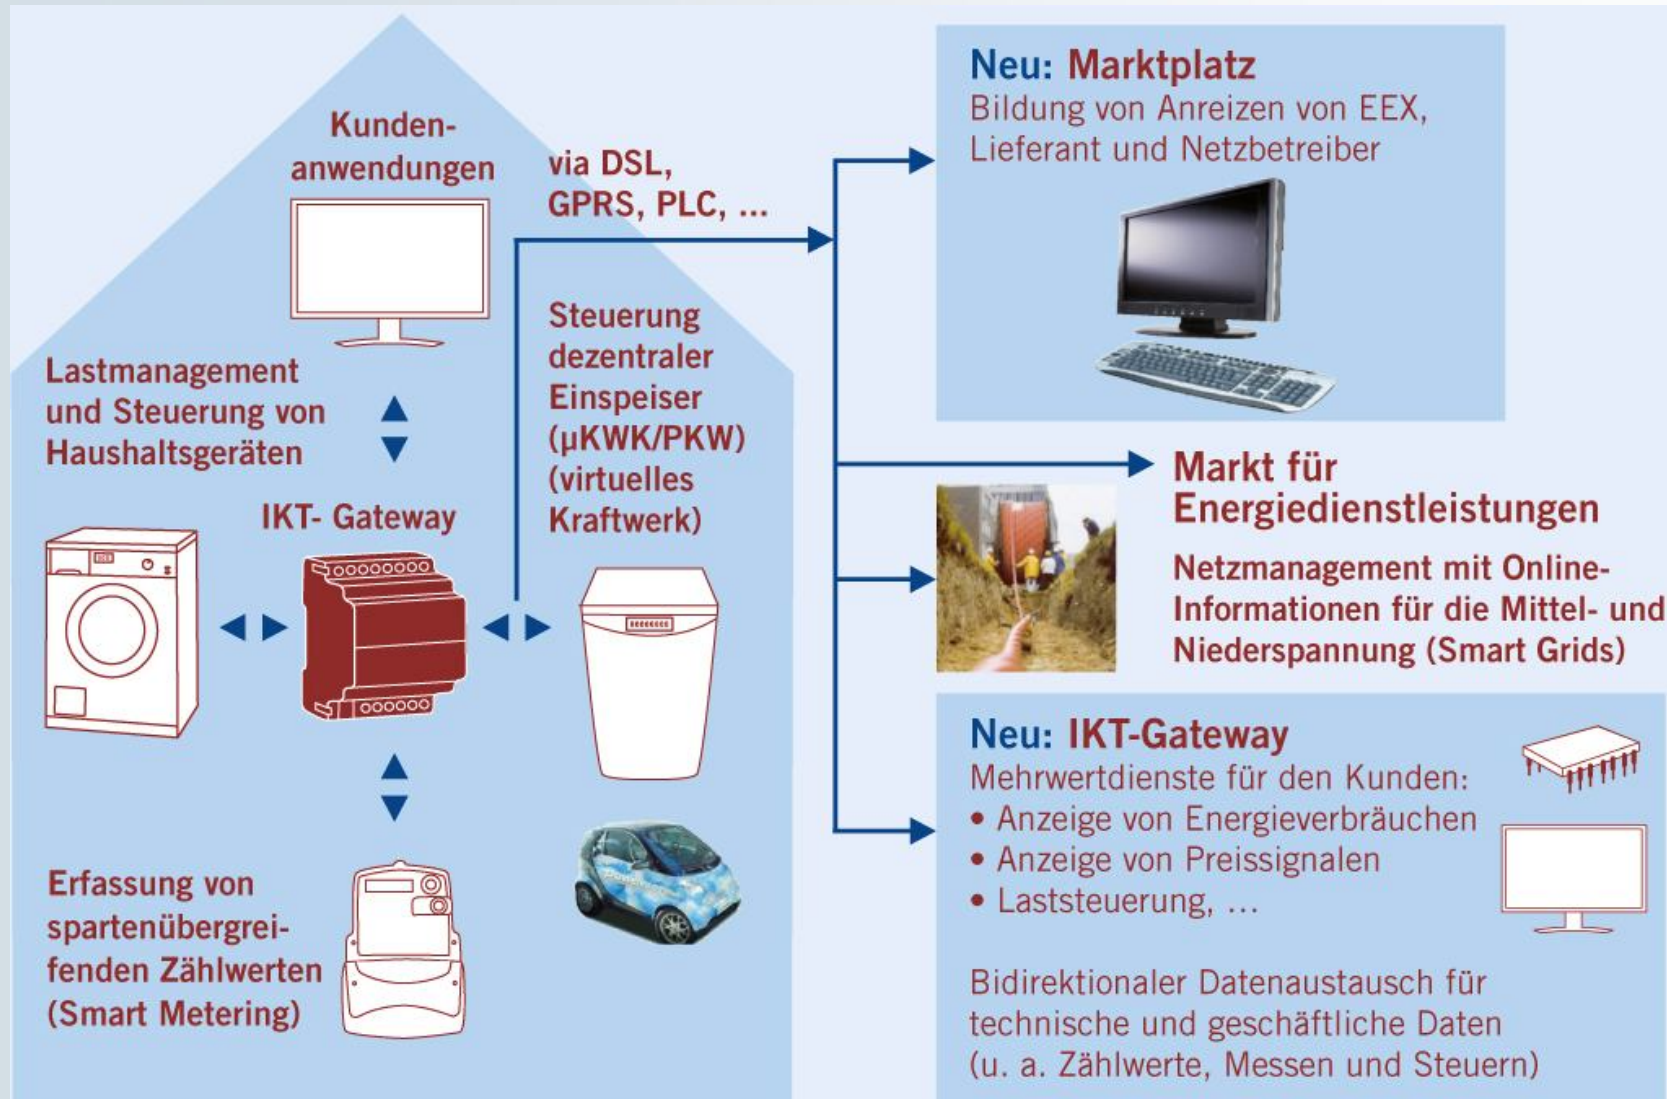 Kunden-
anwendungen
via DSL,
GPRS, PLC, ...
Lastmanagement
und Steuerung von
Haushaltsgeräten
IKT- Gateway
Steuerung
dezentraler
Einspeiser
(µKWK/PKW)
(virtuelles
Kraftwerk)
Erfassung von
spartenübergrei-
fenden Zählwerten
(Smart Metering)
Neu: Marktplatz
Bildung von Anreizen von EEX,
Lieferant und Netzbetreiber
Markt für
Energiedienstleistungen
Netzmanagement mit Online-
Informationen für die Mittel- und
Niederspannung (Smart Grids)
Neu: IKT-Gateway
Mehrwertdienste für den Kunden:
• Anzeige von Energieverbräuchen
• Anzeige von Preissignalen
• Laststeuerung, ...
Bidirektionaler Datenaustausch für
technische und geschäftliche Daten
(u. a. Zählwerte, Messen und Steuern)